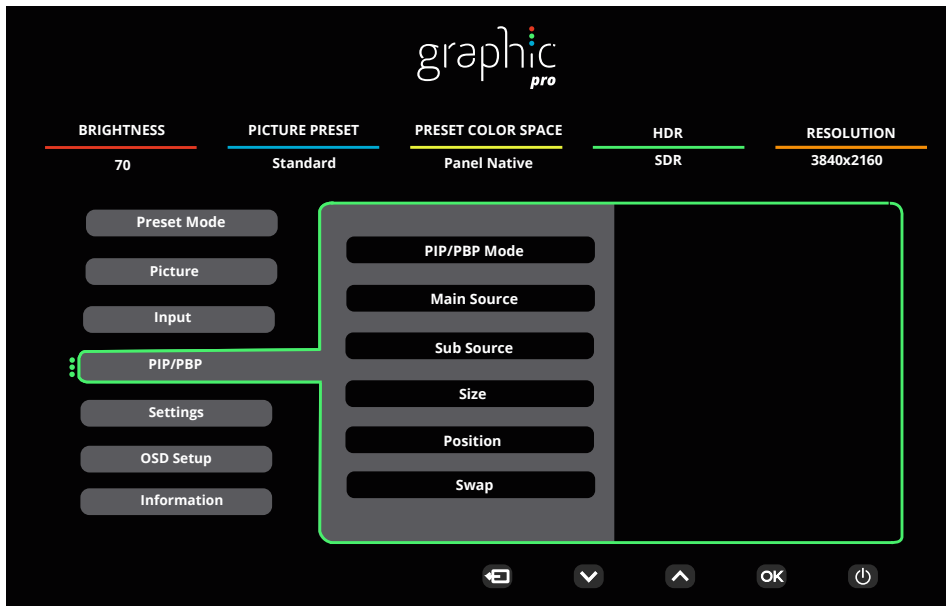 graphic
pro
BRIGHTNESS PICTURE PRESET PRESET COLOR SPACE HDR RESOLUTION
70 Standard Panel Native SDR 3840x2160
Preset Mode
Picture
Input
PIP/PBP
Settings
OSD Setup
Information
PIP/PBP Mode
Main Source
Sub Source
Size
Position
Swap
OK